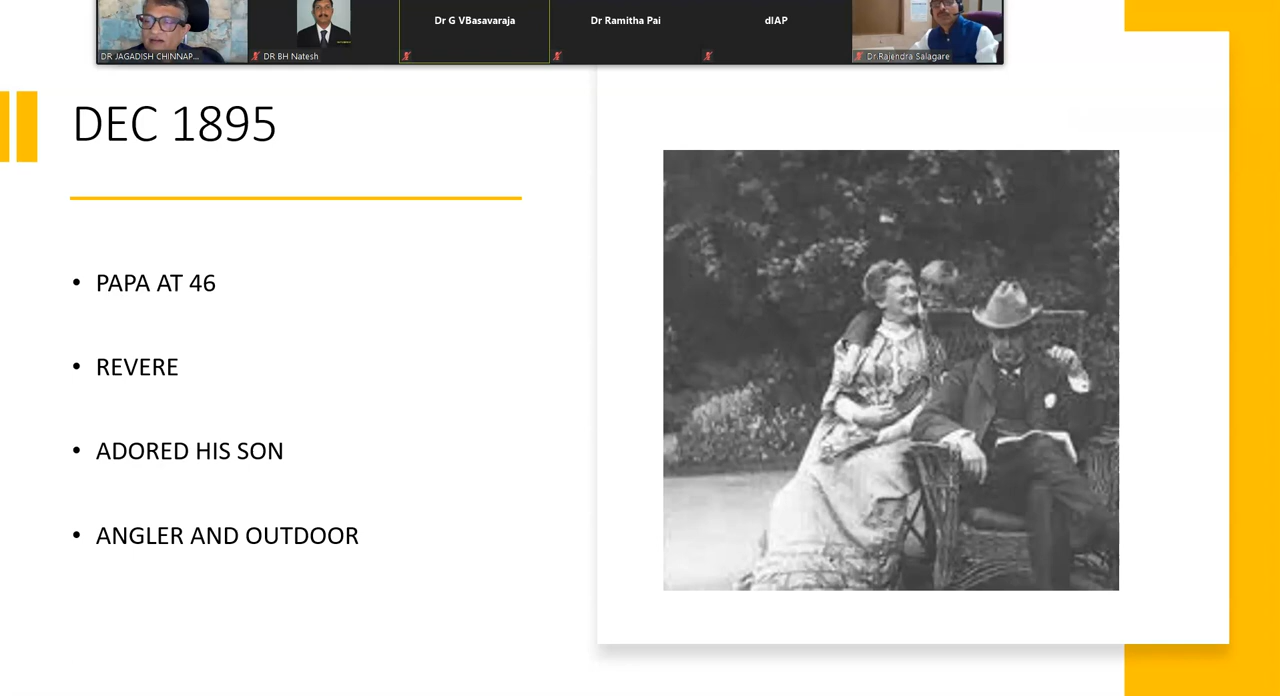 Dr G VBasavaraja
Dr Ramitha Pai
dIAP
DR JAGADISH CHINNAP...
DR BH Natesh
Dr.Rajendra Salagare
DEC 1895
• PAPA AT 46
• REVERE
• ADORED HIS SON
• ANGLER AND OUTDOOR